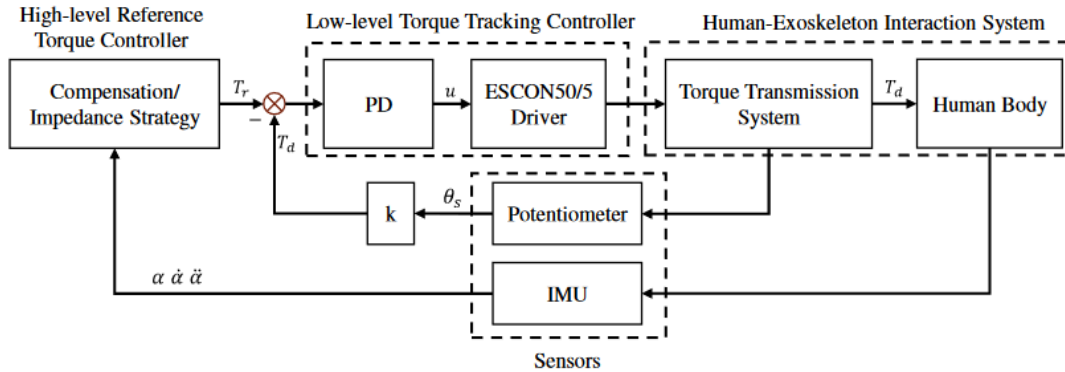 High-level Reference
Torque Controller
Low-level Torque Tracking Controller
Human-Exoskeleton Interaction System
Compensation/
Impedance Strategy
T_r
−
T_d
PD
u
ESCON50/5
Driver
Torque Transmission
System
T_d
Human Body
k
θ_s
Potentiometer
α α̇ α̈
IMU
Sensors